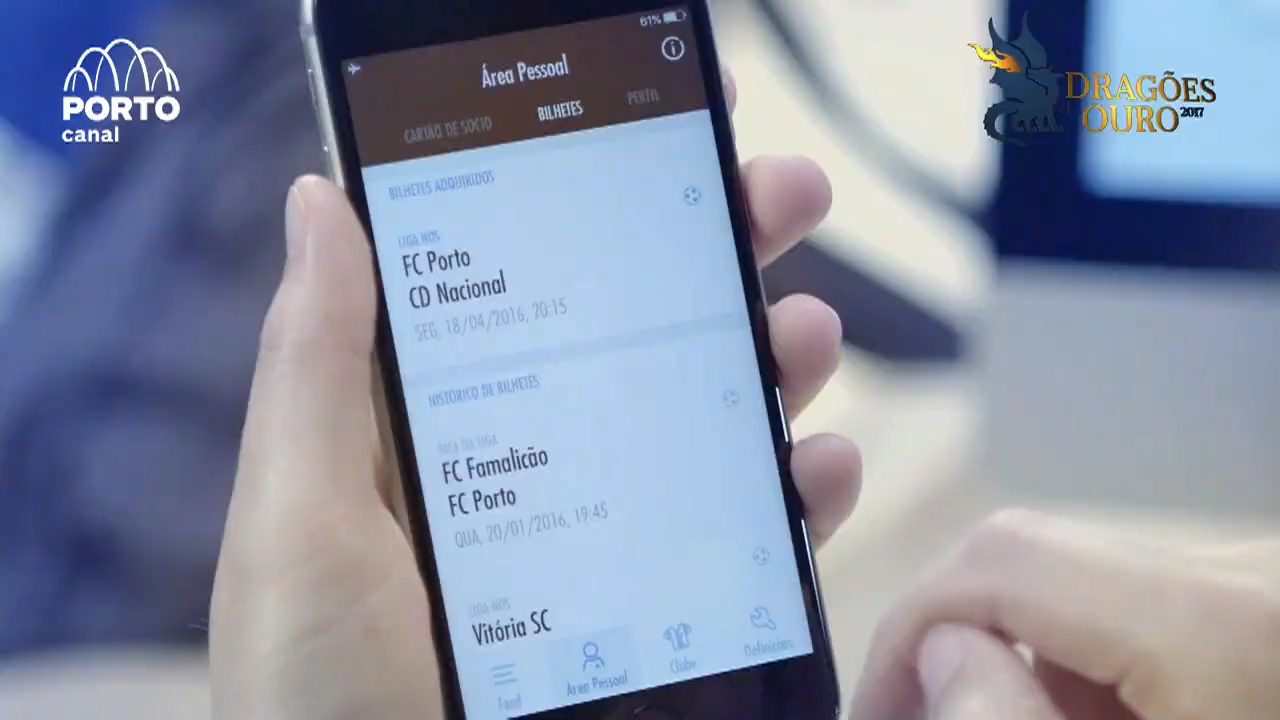 PORTO
canal
DRAGÕES
OURO 2017
61%
Área Pessoal
CARTÃO DE SÓCIO
BILHETES
PERFIL
BILHETES ADQUIRIDOS
LIGA NOS
FC Porto
CD Nacional
SEG, 18/04/2016, 20:15
HISTÓRICO DE BILHETES
TAÇA DA LIGA
FC Famalicão
FC Porto
QUA, 20/01/2016, 19:45
LIGA NOS
Vitória SC
Feed
Área Pessoal
Clube
Definições